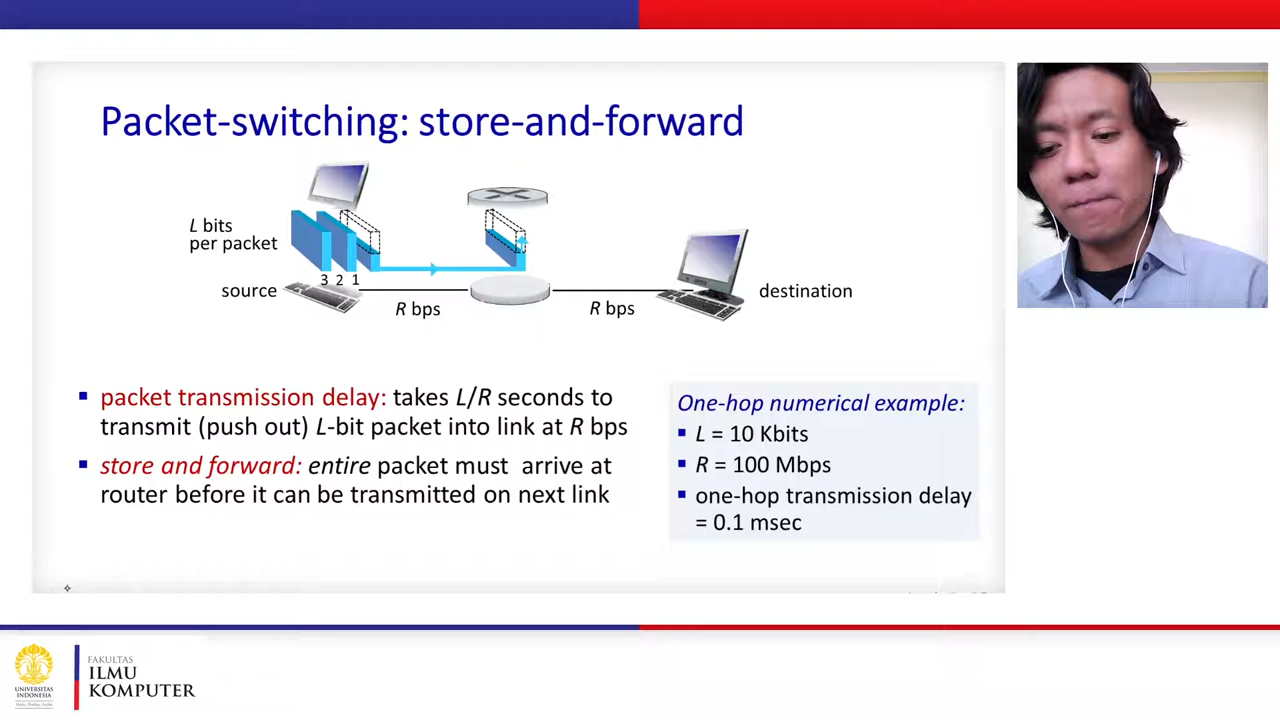 Packet-switching: store-and-forward
L bits
per packet
3 2 1
source
R bps
R bps
destination
▪ packet transmission delay: takes L/R seconds to
transmit (push out) L-bit packet into link at R bps
▪ store and forward: entire packet must arrive at
router before it can be transmitted on next link
One-hop numerical example:
▪ L = 10 Kbits
▪ R = 100 Mbps
▪ one-hop transmission delay
= 0.1 msec
UNIVERSITAS
INDONESIA
FAKULTAS
ILMU
KOMPUTER